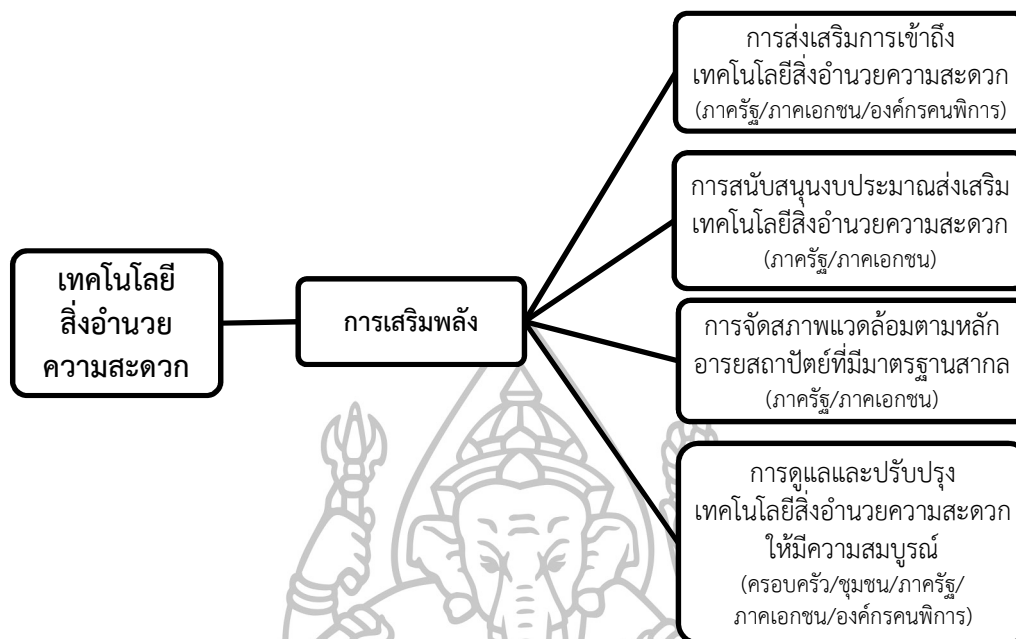 เทคโนโลยี
สิ่งอำนวย
ความสะดวก
การเสริมพลัง
การส่งเสริมการเข้าถึง
เทคโนโลยีสิ่งอำนวยความสะดวก
(ภาครัฐ/ภาคเอกชน/องค์กรคนพิการ)
การสนับสนุนงบประมาณส่งเสริม
เทคโนโลยีสิ่งอำนวยความสะดวก
(ภาครัฐ/ภาคเอกชน)
การจัดสภาพแวดล้อมตามหลัก
อารยสถาปัตย์ที่มีมาตรฐานสากล
(ภาครัฐ/ภาคเอกชน)
การดูแลและปรับปรุง
เทคโนโลยีสิ่งอำนวยความสะดวก
ให้มีความสมบูรณ์
(ครอบครัว/ชุมชน/ภาครัฐ/
ภาคเอกชน/องค์กรคนพิการ)